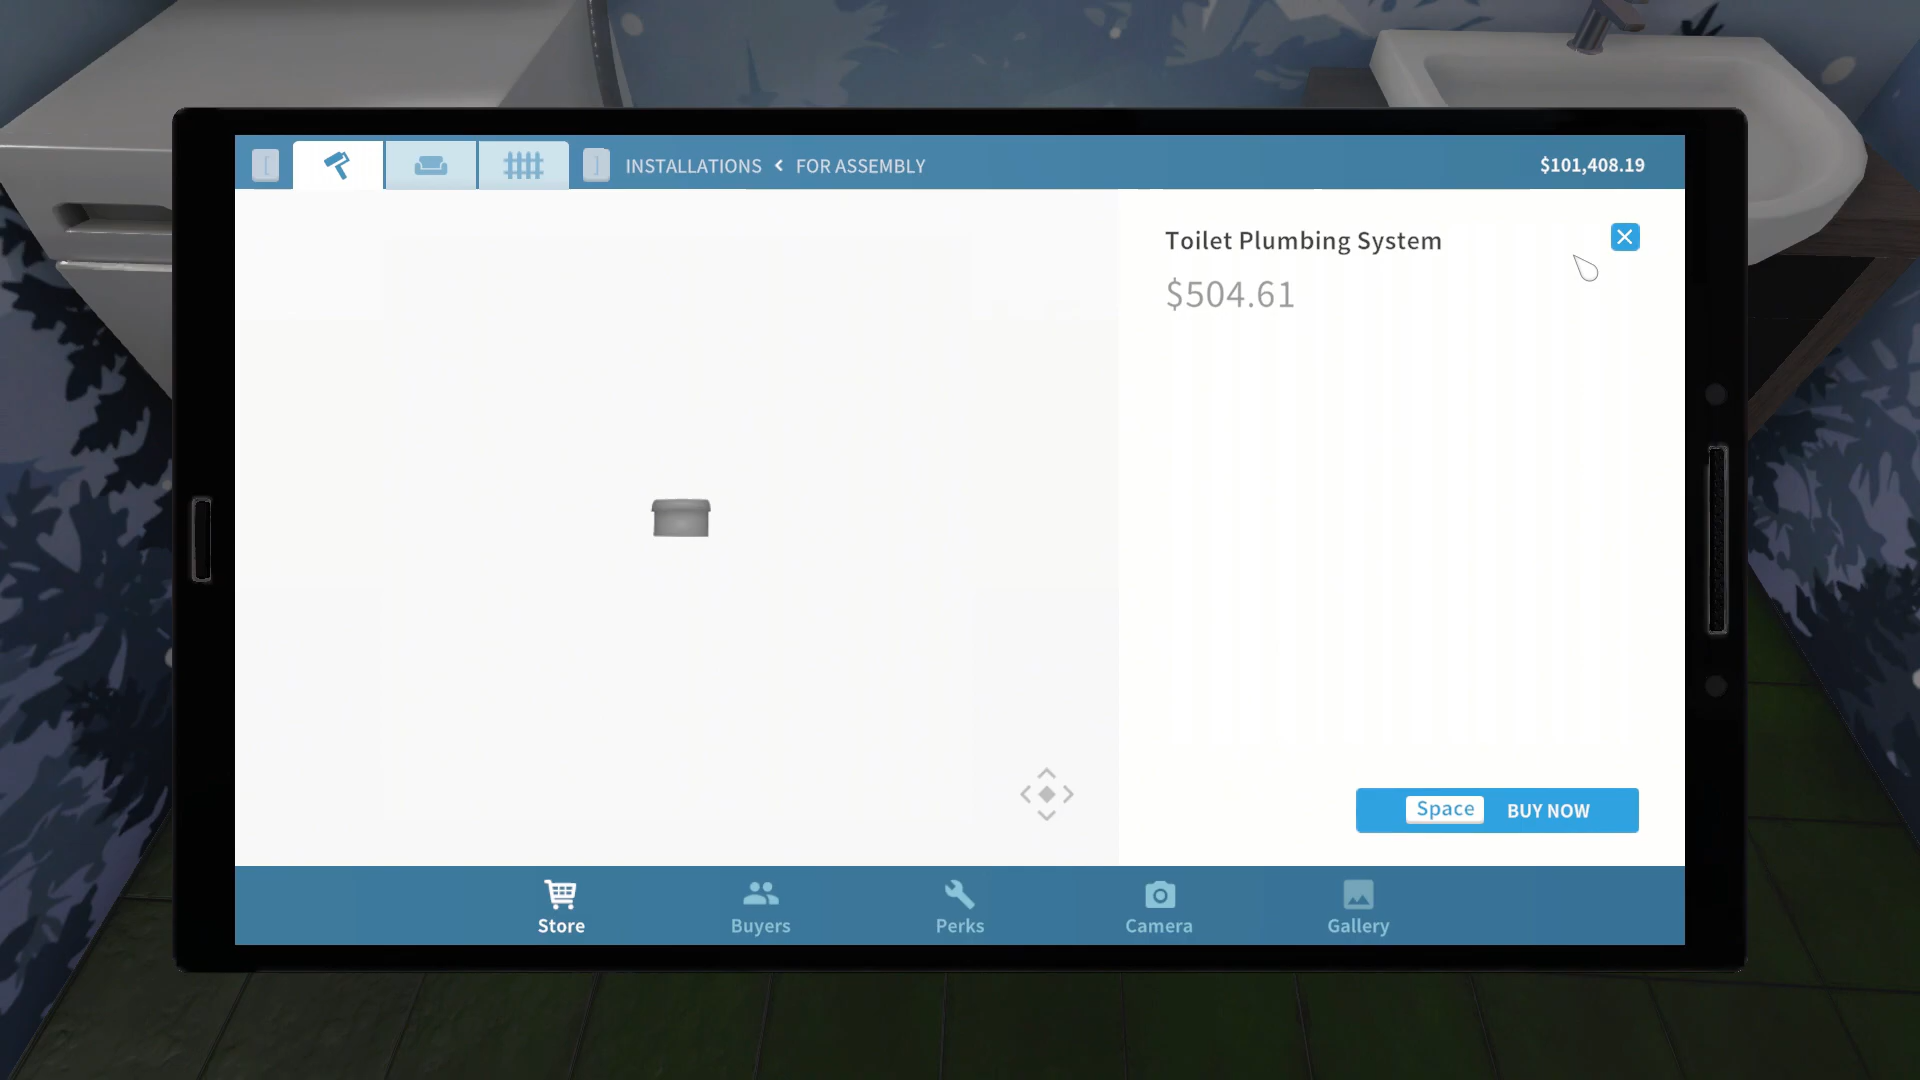 [
]
INSTALLATIONS < FOR ASSEMBLY
$101,408.19
Toilet Plumbing System
$504.61
Space BUY NOW
Store
Buyers
Perks
Camera
Gallery